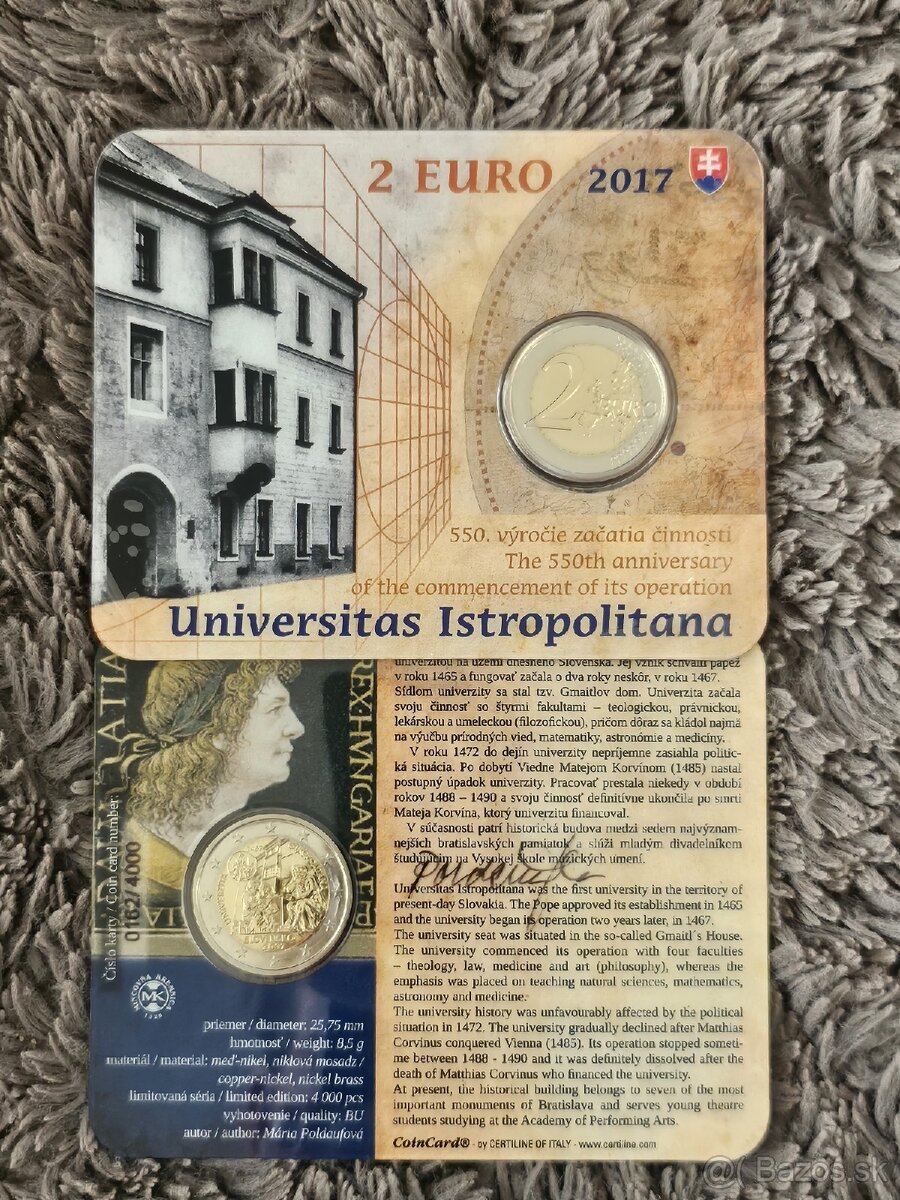 2 EURO 2017
2 EURO
550. výročie začatia činnosti
The 550th anniversary
of the commencement of its operation
Universitas Istropolitana
univerzitou na území dnešného Slovenska. Jej vznik schválil pápež
v roku 1465 a fungovať začala o dva roky neskôr, v roku 1467.
Sídlom univerzity sa stal tzv. Gmaitlov dom. Univerzita začala
svoju činnosť so štyrmi fakultami – teologickou, právnickou,
lekárskou a umeleckou (filozofickou), pričom dôraz sa kládol najmä
na výučbu prírodných vied, matematiky, astronómie a medicíny.
V roku 1472 do dejín univerzity nepríjemne zasiahla politic-
ká situácia. Po dobytí Viedne Matejom Korvínom (1485) nastal
postupný úpadok univerzity. Pracovať prestala niekedy v období
rokov 1488 – 1490 a svoju činnosť definitívne ukončila po smrti
Mateja Korvína, ktorý univerzitu financoval.
V súčasnosti patrí historická budova medzi sedem najvýznam-
nejších bratislavských pamiatok a slúži mladým divadelníkom
študujúcim na Vysokej škole múzických umení.
Universitas Istropolitana was the first university in the territory of
present-day Slovakia. The Pope approved its establishment in 1465
and the university began its operation two years later, in 1467.
The university seat was situated in the so-called Gmaitl´s House.
The university commenced its operation with four faculties
– theology, law, medicine and art (philosophy), whereas the
emphasis was placed on teaching natural sciences, mathematics,
astronomy and medicine.
The university history was unfavourably affected by the political
situation in 1472. The university gradually declined after Matthias
Corvinus conquered Vienna (1485). Its operation stopped someti-
me between 1488 - 1490 and it was definitely dissolved after the
death of Matthias Corvinus who financed the university.
At present, the historical building belongs to seven of the most
important monuments of Bratislava and serves young theatre
students studying at the Academy of Performing Arts.
CoinCard® - by CERTILINE OF ITALY - www.certiline.com
REX·HVNGARIAE
Číslo karty / Coin card number:
0162/ 4000
MINCOVŇA KREMNICA
MK
1328
priemer / diameter: 25,75 mm
hmotnosť / weight: 8,5 g
materiál / material: meď-nikel, niklová mosadz /
copper-nickel, nickel brass
limitovaná séria / limited edition: 4 000 pcs
vyhotovenie / quality: BU
autor / author: Mária Poldaufová
@ Bazos.sk